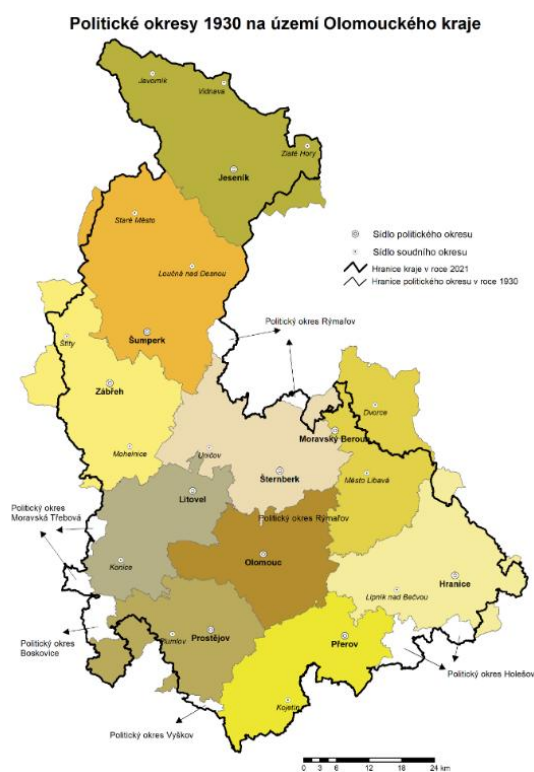 Politické okresy 1930 na území Olomouckého kraje
Javorník
Vidnava
Zlaté Hory
Jeseník
Staré Město
Sídlo politického okresu
Sídlo soudního okresu
Loučná nad Desnou
Hranice kraje v roce 2021
Hranice politického okresu v roce 1930
Politický okres Rýmařov
Štíty
Šumperk
Zábřeh
Dvorce
Moravský Beroun
Mohelnice
Uničov
Šternberk
Město Libavá
Politický okres
Moravská Třebová
Litovel
Politický okres Rýmařov
Olomouc
Konice
Hranice
Lipník nad Bečvou
Politický okres
Boskovice
Plumlov
Prostějov
Přerov
Politický okres Holešov
Kojetín
Politický okres Vyškov
0 3 6 12 18 24 km